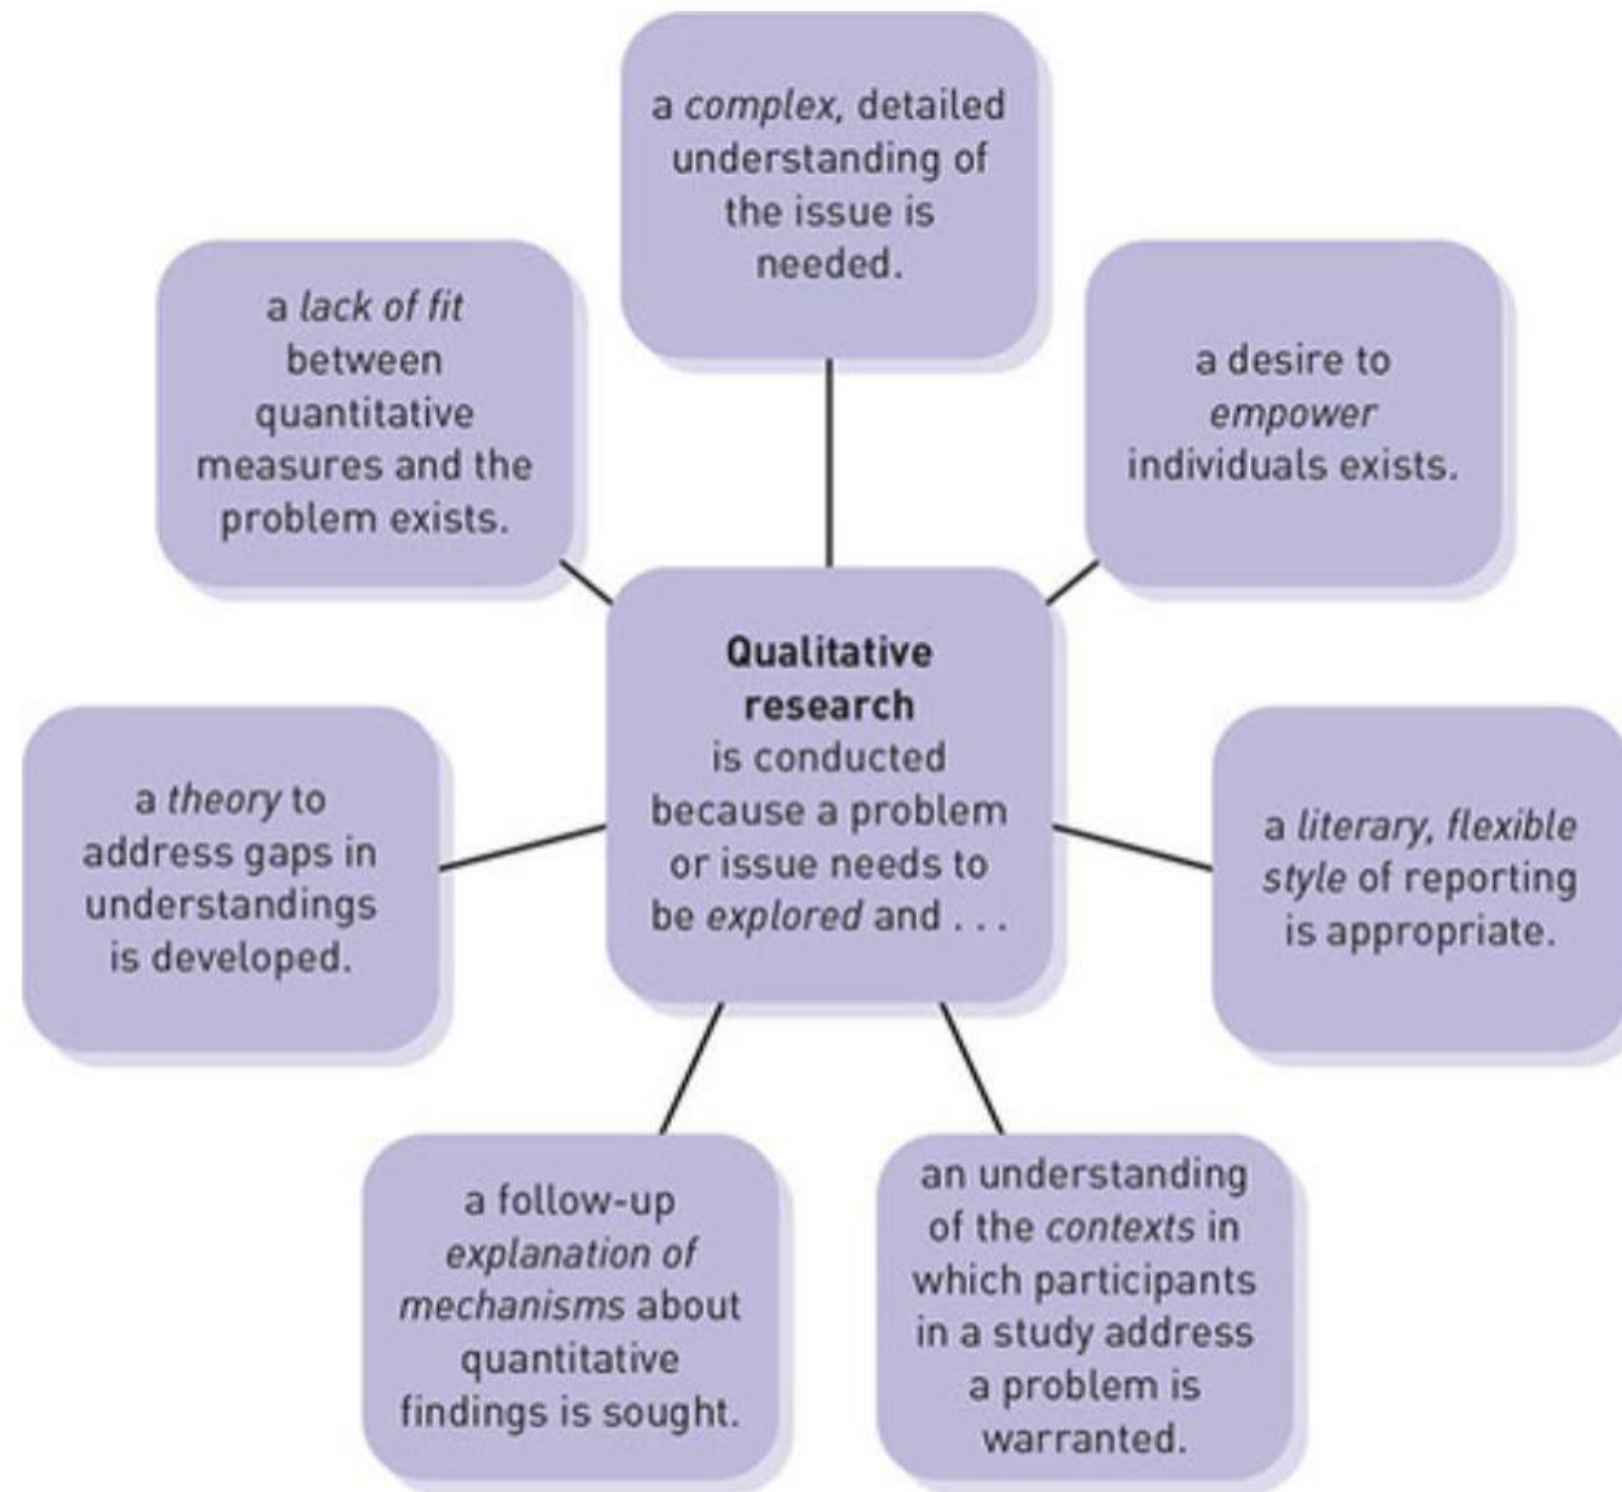 a complex, detailed
understanding of
the issue is
needed.
a lack of fit
between
quantitative
measures and the
problem exists.
a desire to
empower
individuals exists.
Qualitative
research
is conducted
because a problem
or issue needs to
be explored and . . .
a theory to
address gaps in
understandings
is developed.
a literary, flexible
style of reporting
is appropriate.
a follow-up
explanation of
mechanisms about
quantitative
findings is sought.
an understanding
of the contexts in
which participants
in a study address
a problem is
warranted.